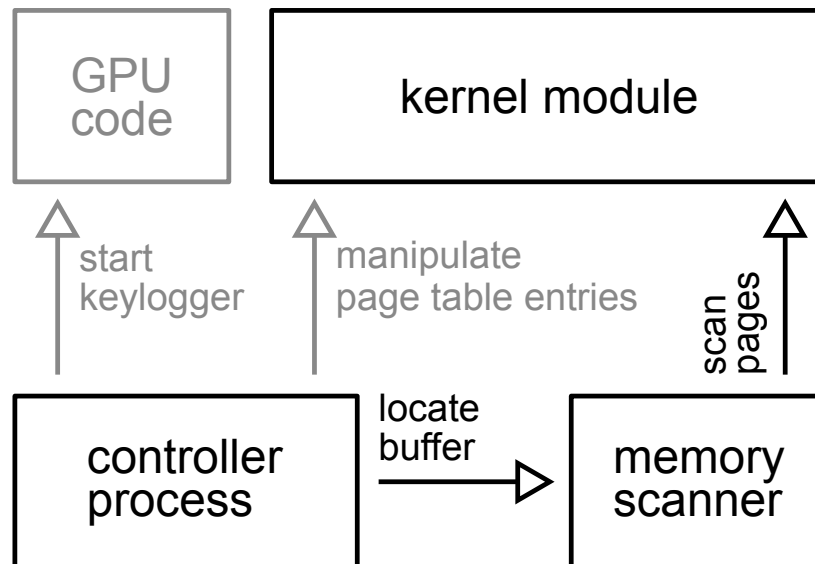 GPU
code
kernel module
start
keylogger
manipulate
page table entries
scan
pages
controller
process
locate
buffer
memory
scanner